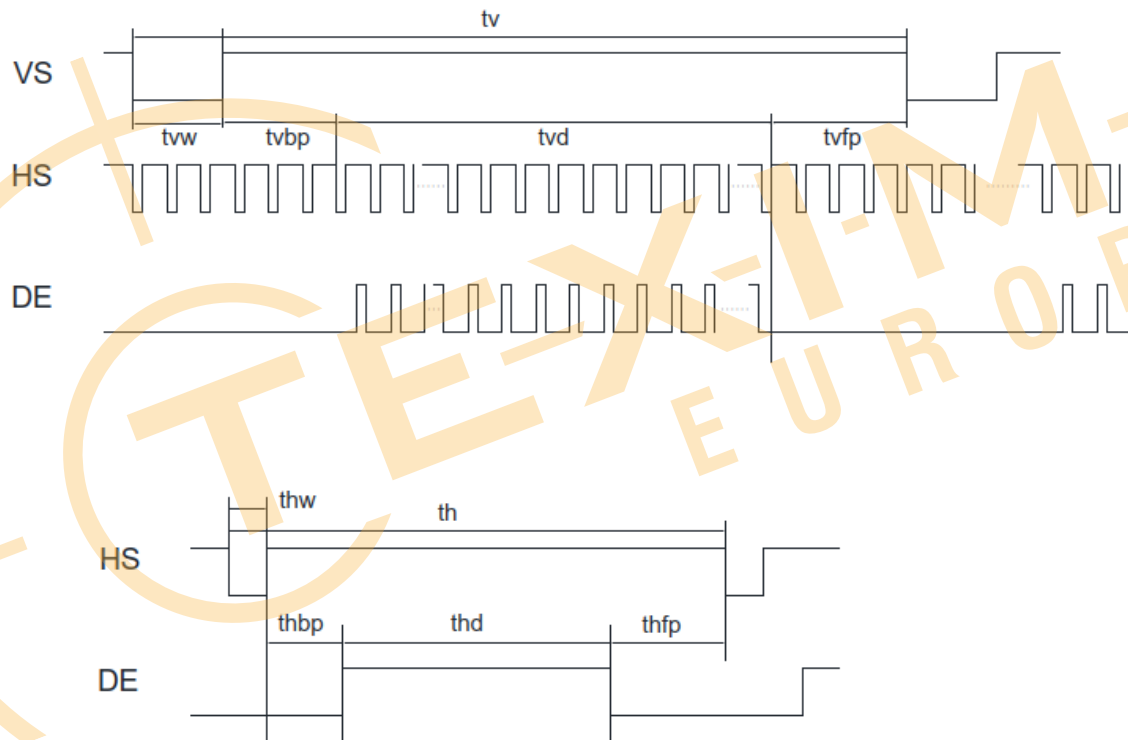 tv
VS
tvw tvbp tvd tvfp
HS
DE
thw
th
HS
thbp thd thfp
DE
TEXIM
EUROP